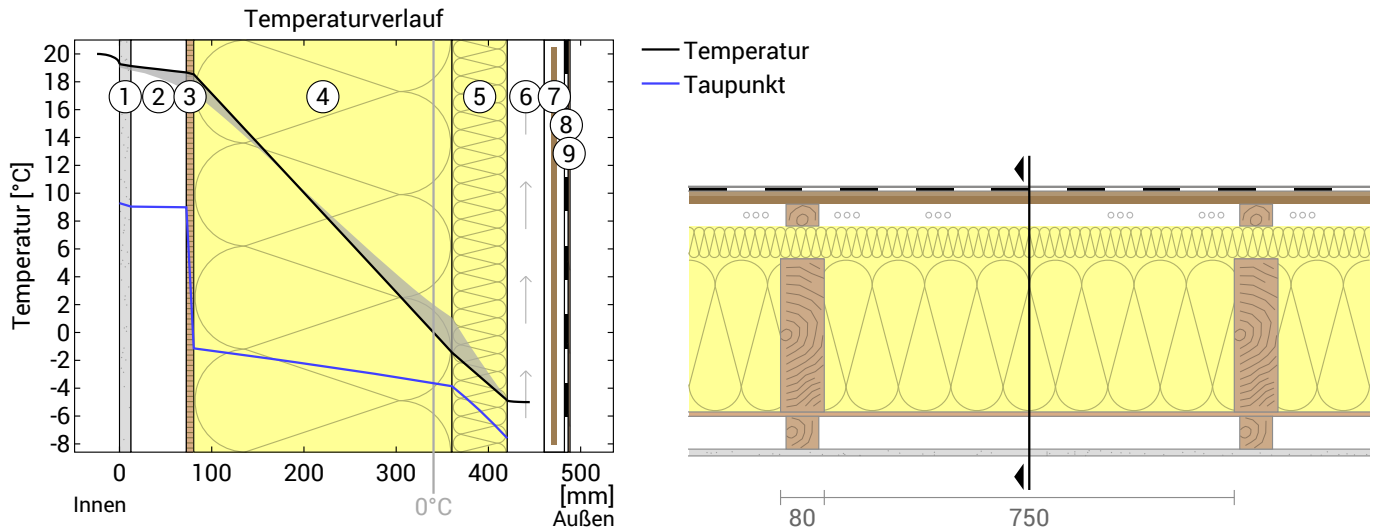 Temperaturverlauf
Temperatur
Taupunkt
Temperatur [°C]
20
18
16
14
12
10
8
6
4
2
0
-2
-4
-6
-8
1 2 3 4 5 6 7
8
9
0 100 200 300 400 500
[mm]
Innen 0°C Außen
80 750